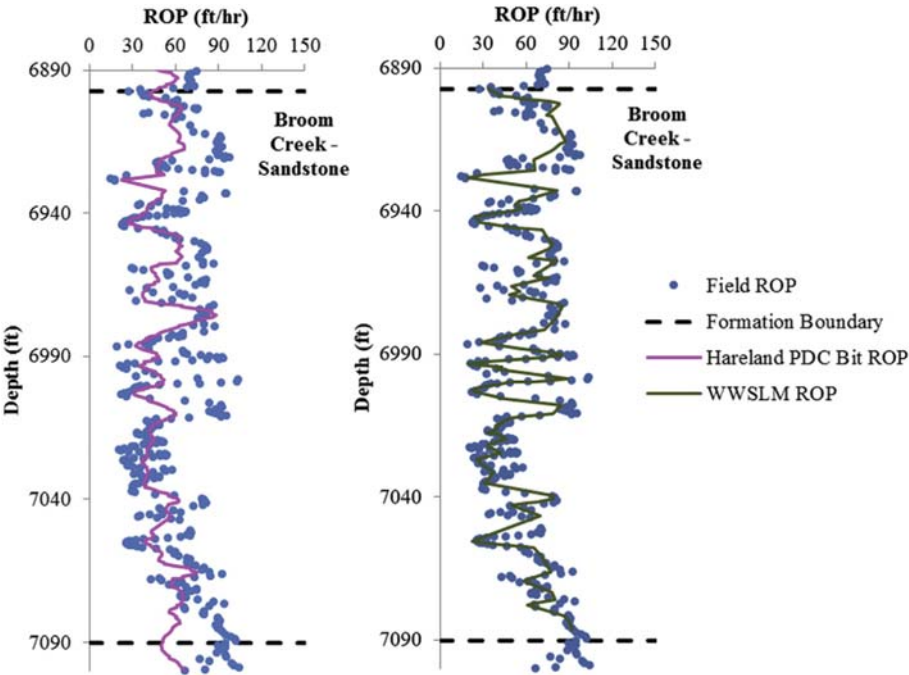 ROP (ft/hr)
0 30 60 90 120 150
6890
6940
6990
7040
7090
Depth (ft)
Broom
Creek -
Sandstone
ROP (ft/hr)
0 30 60 90 120 150
6890
6940
6990
7040
7090
Depth (ft)
Broom
Creek -
Sandstone
Field ROP
Formation Boundary
Hareland PDC Bit ROP
WWSLM ROP